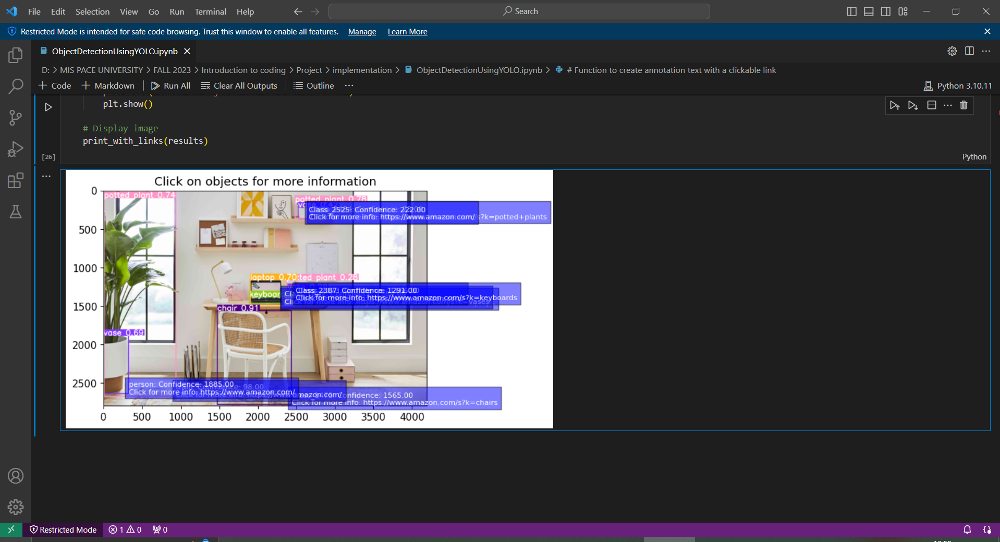 File Edit Selection View Go Run Terminal Help Search
Restricted Mode is intended for safe code browsing. Trust this window to enable all features. Manage Learn More
ObjectDetectionUsingYOLO.ipynb
D: > MIS PACE UNIVERSITY > FALL 2023 > Introduction to coding > Project > implementation > ObjectDetectionUsingYOLO.ipynb > # Function to create annotation text with a clickable link
+ Code + Markdown Run All Clear All Outputs Outline ... Python 3.10.11
plt.show()
# Display image
print_with_links(results)
[26] Python
Click on objects for more information
0
500
1000
1500
2000
2500
potted plant 0.74
potted plant 0.78
Class 2525: Confidence: 222.00
Click for more info: https://www.amazon.com/s?k=potted+plants
laptop 0.70
tted plant 0.28
keyboar
Class 2387: Confidence: 1291.00
Click for more info: https://www.amazon.com/s?k=keyboards
chair 0.91
vase 0.69
person: Confidence: 1885.00
Click for more info: https://www.amazon.com/
Confidence: 98.00
amazon.com/
onfidence: 1565.00
Click for more info: https://www.amazon.com/s?k=chairs
0 500 1000 1500 2000 2500 3000 3500 4000
Restricted Mode 1 0 0